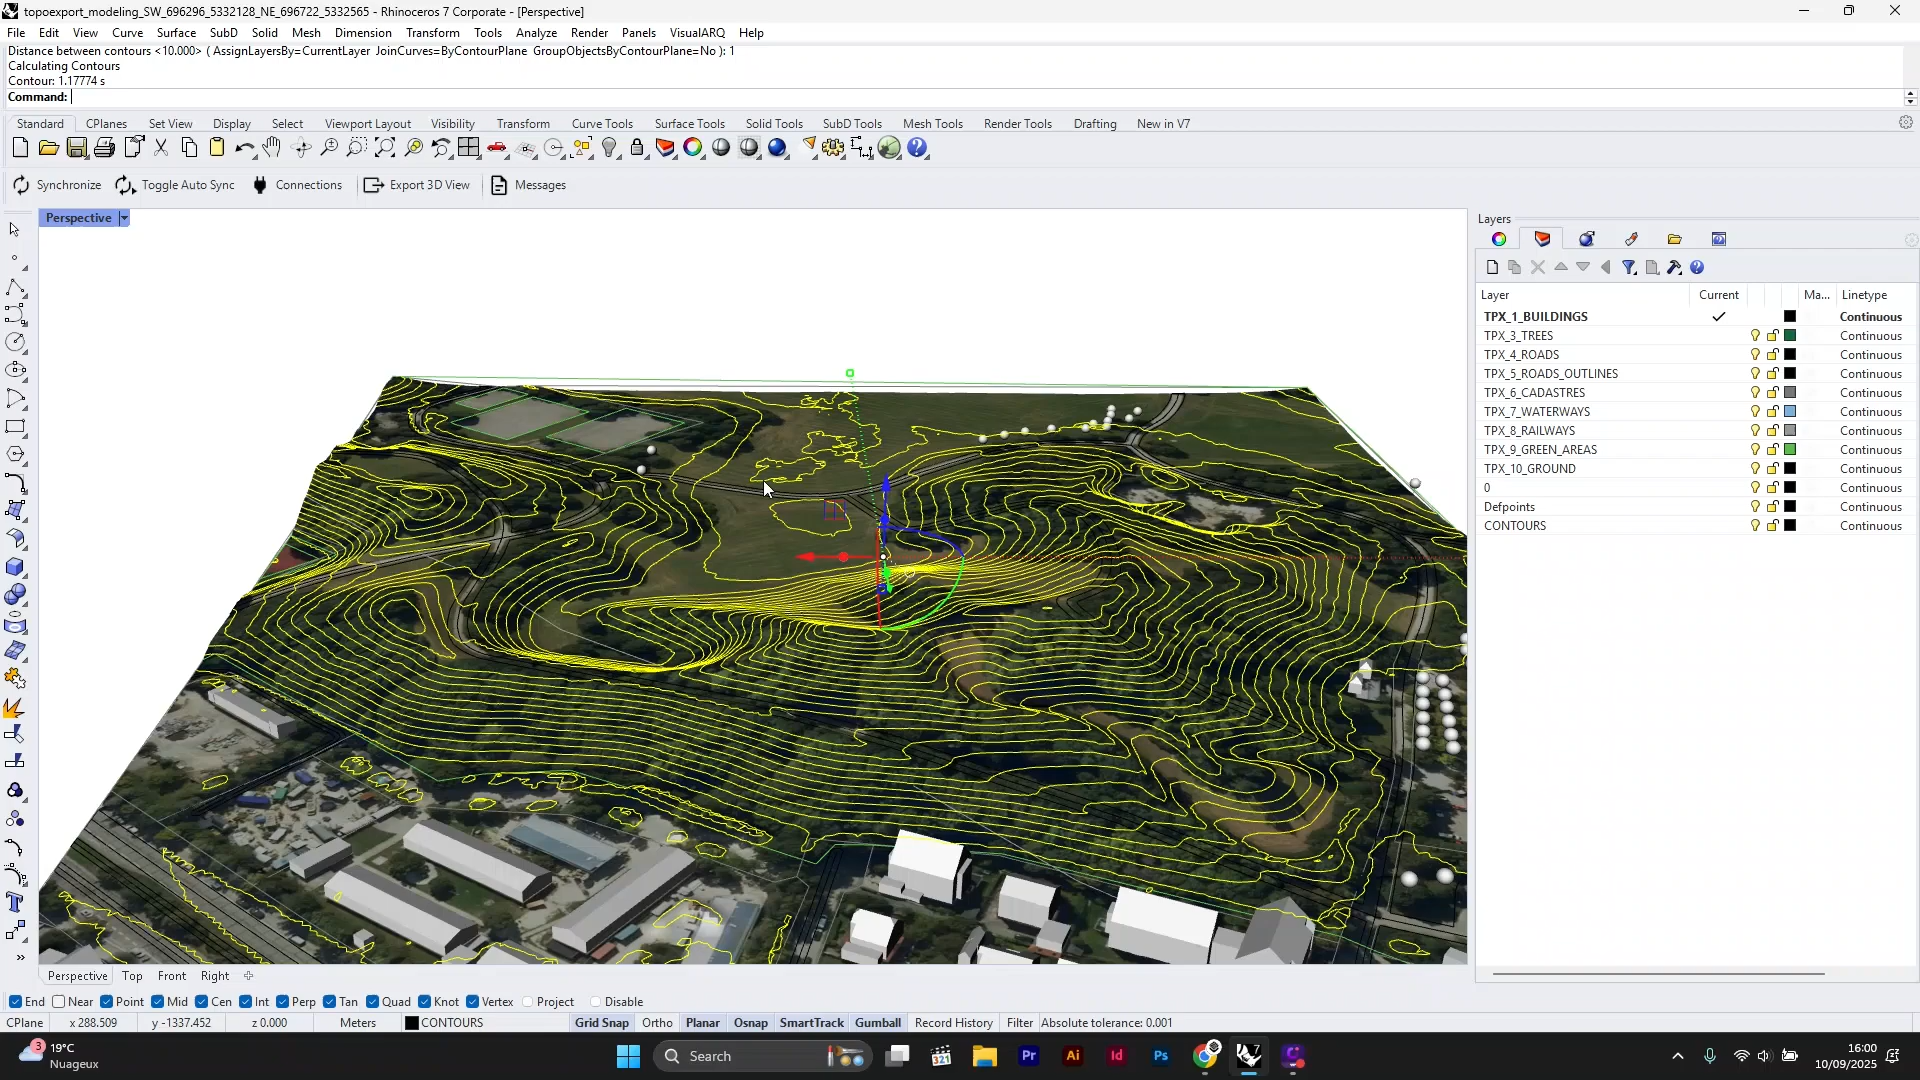 topoexport_modeling_SW_696296_5332128_NE_696722_5332565 - Rhinoceros 7 Corporate - [Perspective]
File Edit View Curve Surface SubD Solid Mesh Dimension Transform Tools Analyze Render Panels VisualARQ Help
Distance between contours <10.000> ( AssignLayersBy=CurrentLayer JoinCurves=ByContourPlane GroupObjectsByContourPlane=No ): 1
Calculating Contours
Contour: 1.17774 s
Command:
Standard CPlanes Set View Display Select Viewport Layout Visibility Transform Curve Tools Surface Tools Solid Tools SubD Tools Mesh Tools Render Tools Drafting New in V7
Synchronize Toggle Auto Sync Connections Export 3D View Messages
Perspective
Layers
Layer Current Ma... Linetype
TPX_1_BUILDINGS Continuous
TPX_3_TREES Continuous
TPX_4_ROADS Continuous
TPX_5_ROADS_OUTLINES Continuous
TPX_6_CADASTRES Continuous
TPX_7_WATERWAYS Continuous
TPX_8_RAILWAYS Continuous
TPX_9_GREEN_AREAS Continuous
TPX_10_GROUND Continuous
0 Continuous
Defpoints Continuous
CONTOURS Continuous
Perspective Top Front Right
End Near Point Mid Cen Int Perp Tan Quad Knot Vertex Project Disable
CPlane x 288.509 y -1337.452 z 0.000 Meters CONTOURS Grid Snap Ortho Planar Osnap SmartTrack Gumball Record History Filter Absolute tolerance: 0.001
3 19°C
Nuageux
Search
321
Pr Ai Id Ps
16:00
10/09/2025